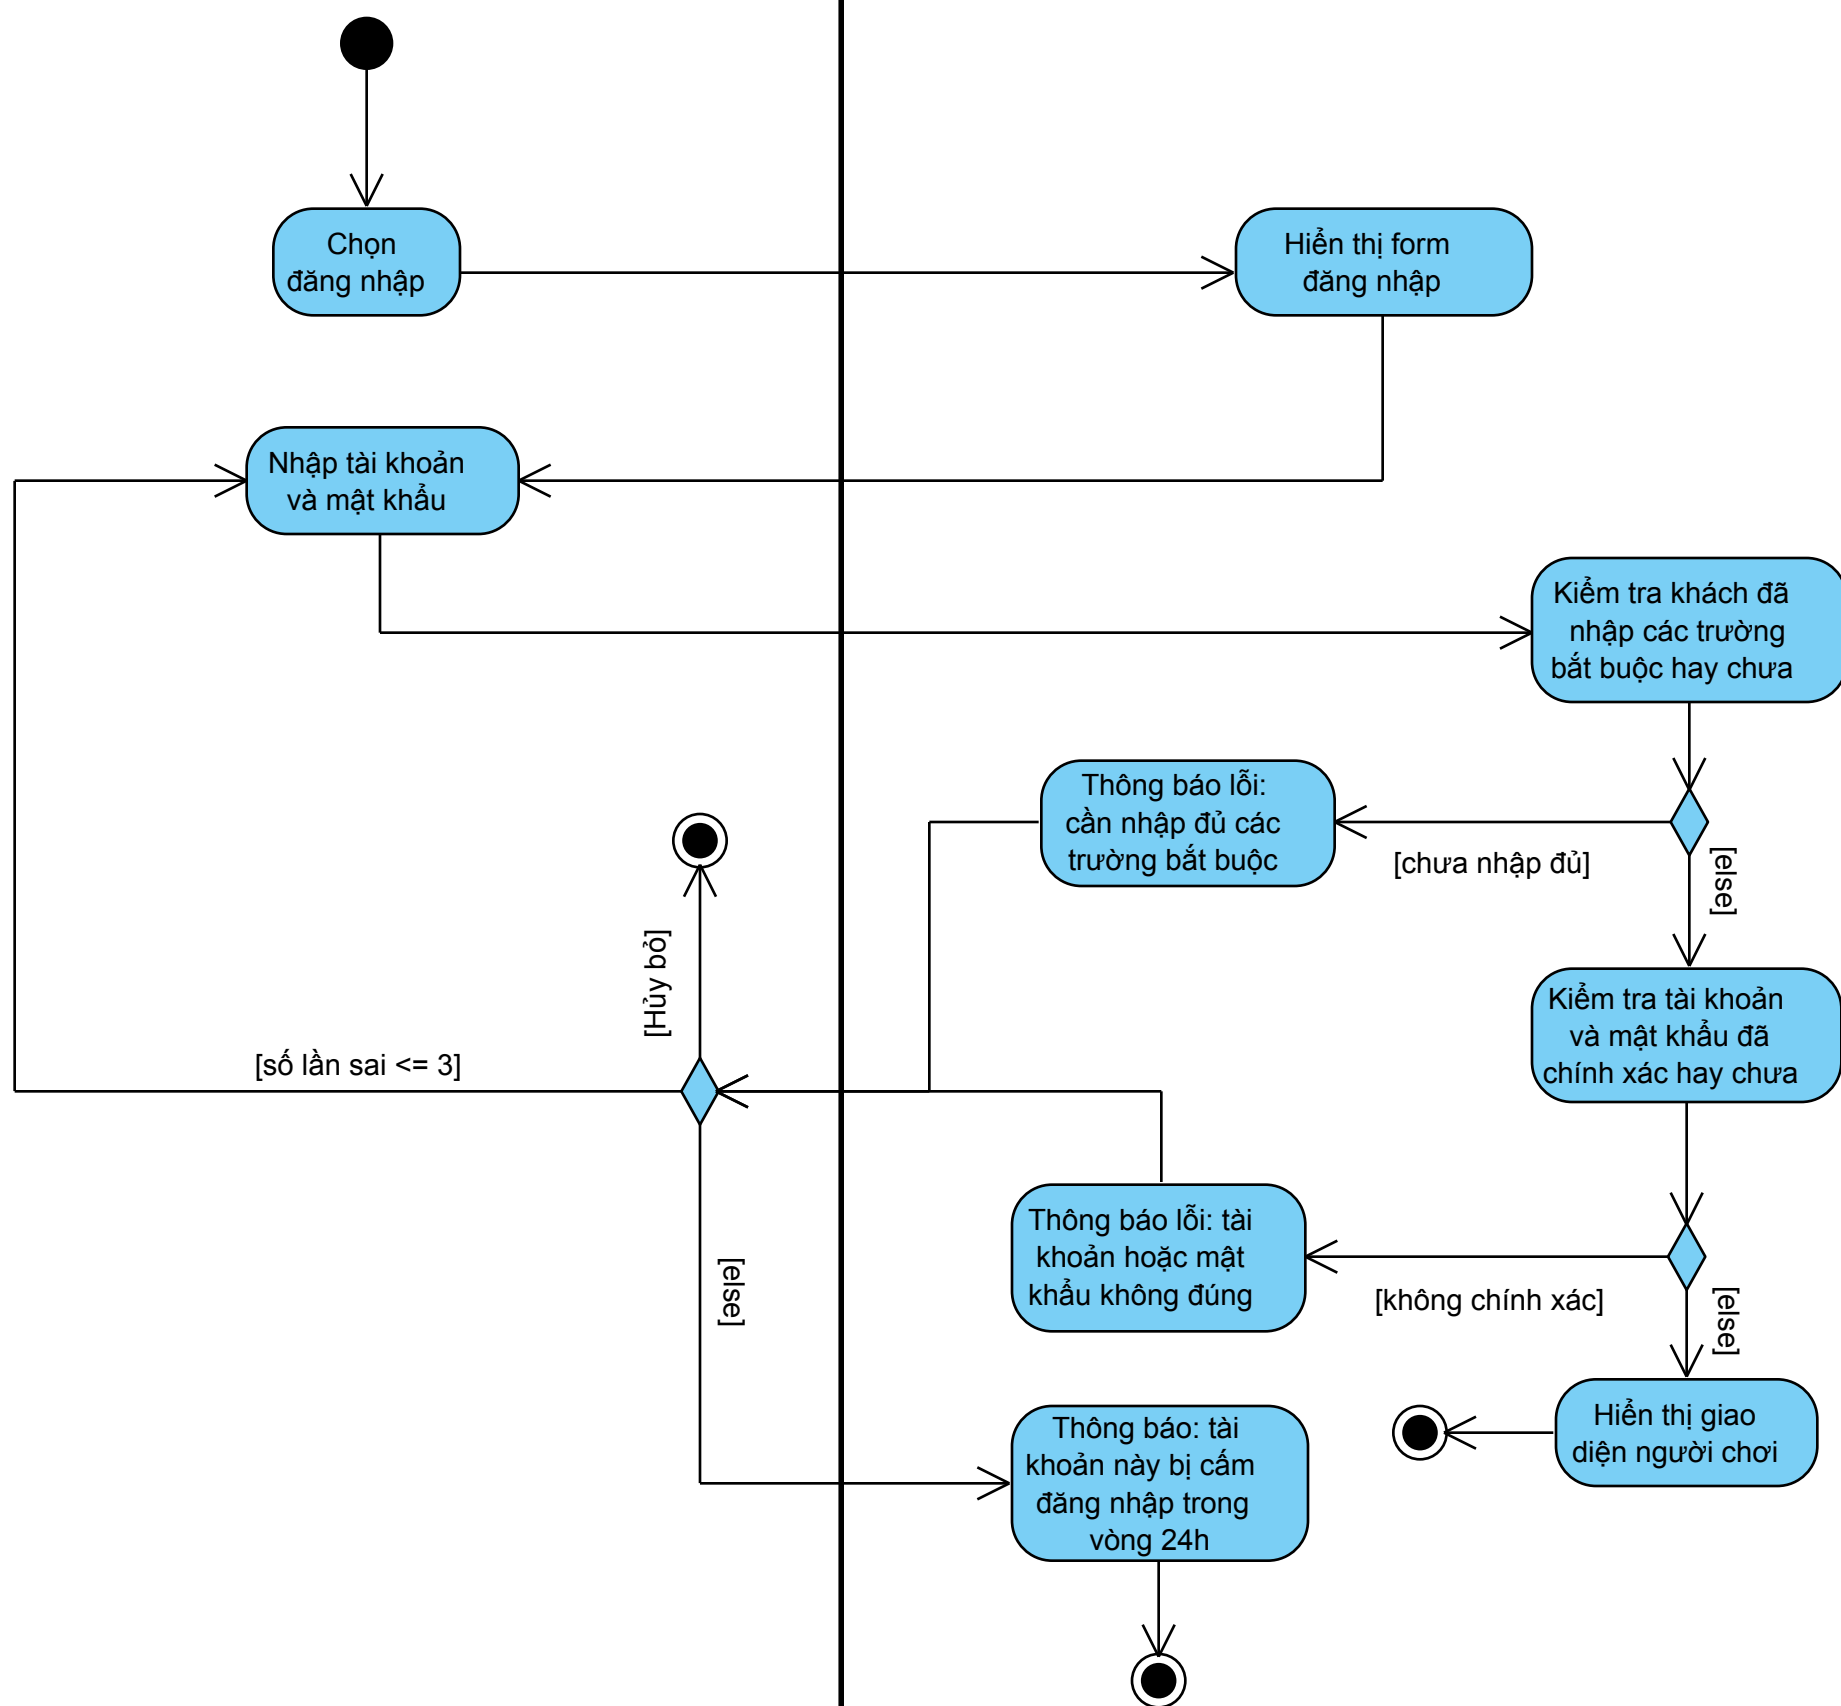 Chọn
đăng nhập
Hiển thị form
đăng nhập
Nhập tài khoản
và mật khẩu
Kiểm tra khách đã
nhập các trường
bắt buộc hay chưa
Thông báo lỗi:
cần nhập đủ các
trường bắt buộc
[chưa nhập đủ]
[else]
[Hủy bỏ]
Kiểm tra tài khoản
và mật khẩu đã
chính xác hay chưa
[số lần sai <= 3]
Thông báo lỗi: tài
khoản hoặc mật
khẩu không đúng
[không chính xác]
[else]
[else]
Hiển thị giao
diện người chơi
Thông báo: tài
khoản này bị cấm
đăng nhập trong
vòng 24h